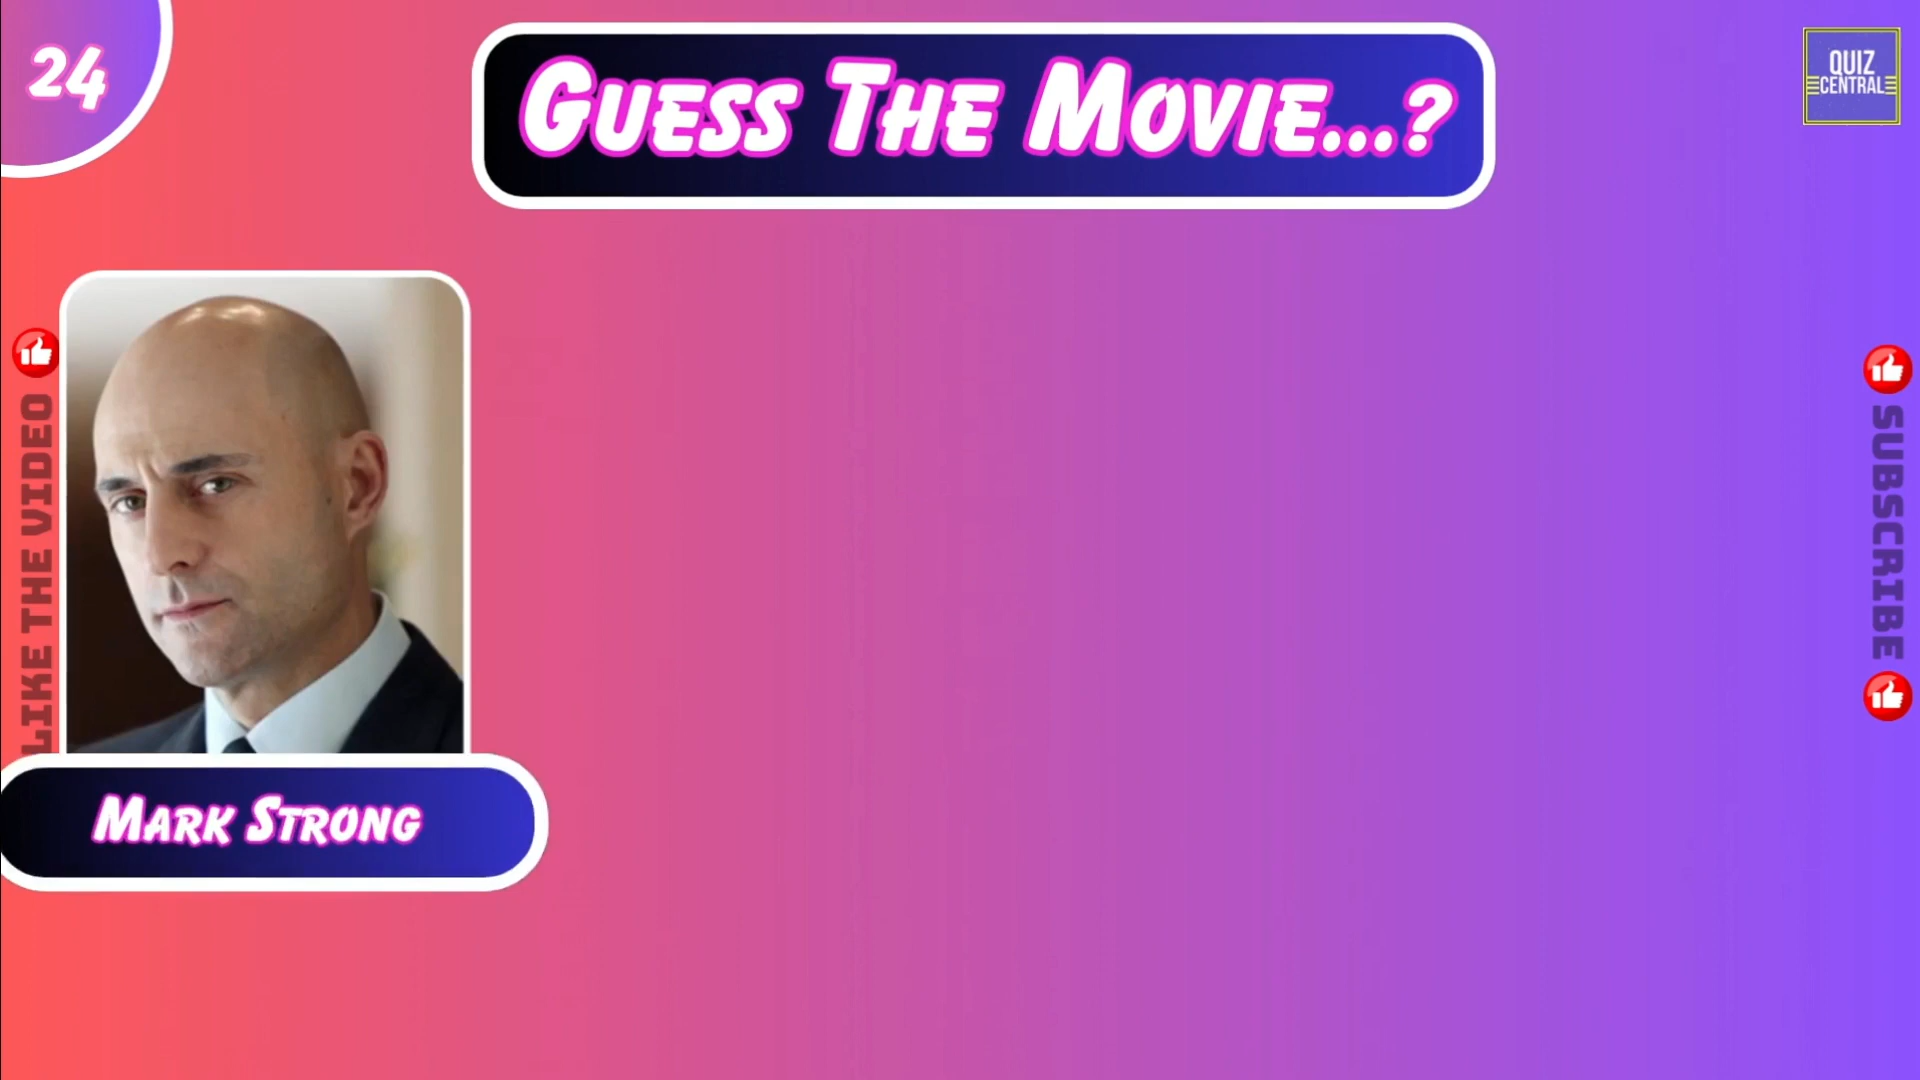 24
Guess The Movie...?
QUIZ
CENTRAL
LIKE THE VIDEO
SUBSCRIBE
Mark Strong